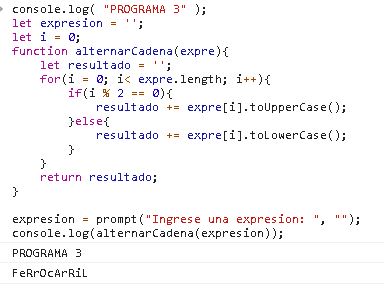 console.log( "PROGRAMA 3" );
let expresion = '';
let i = 0;
function alternarCadena(expre){
    let resultado = '';
    for(i = 0; i< expre.length; i++){
        if(i % 2 == 0){
            resultado += expre[i].toUpperCase();
        }else{
            resultado += expre[i].toLowerCase();
        }
    }
    return resultado;
}

expresion = prompt("Ingrese una expresion: ", "");
console.log(alternarCadena(expresion));
PROGRAMA 3
FeRrOcArRiL